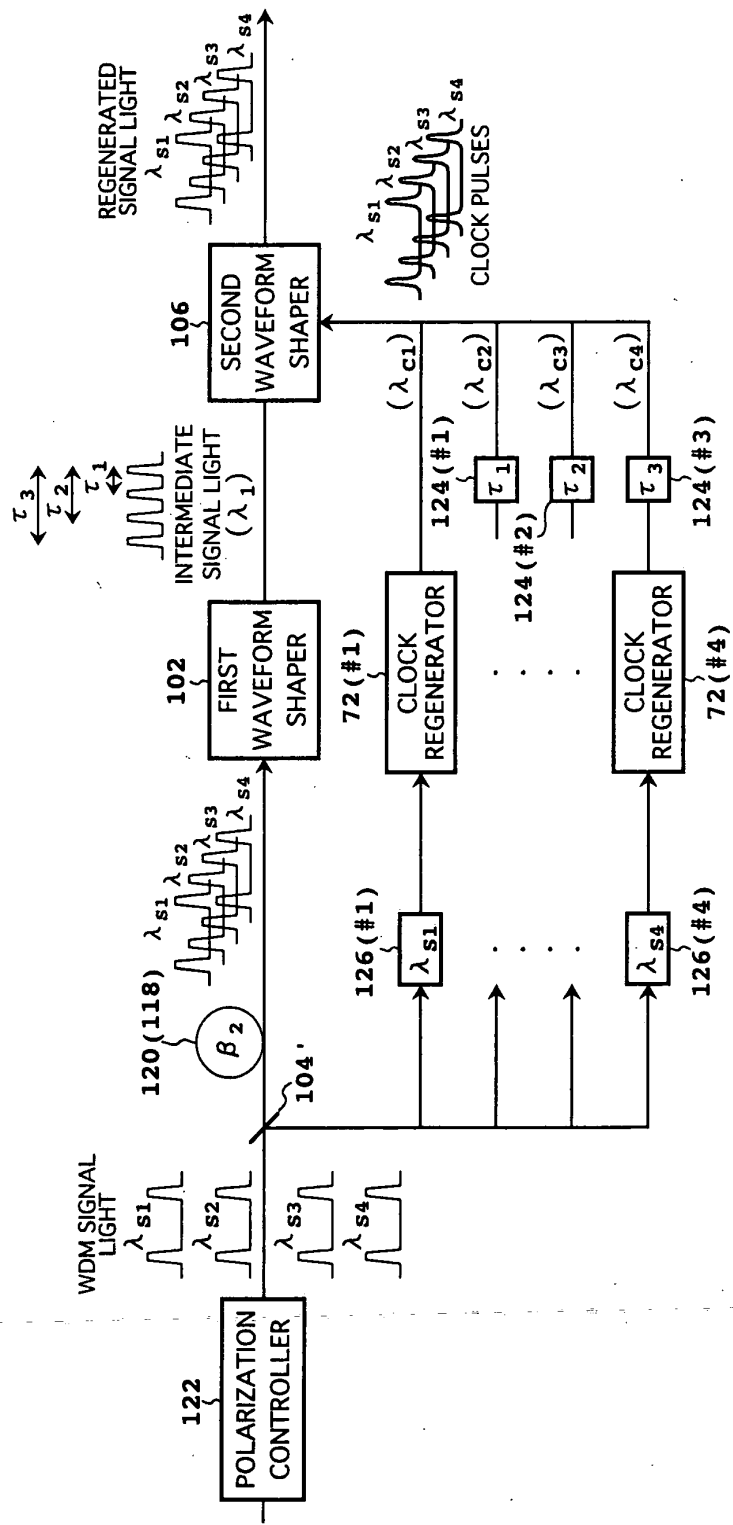 122
POLARIZATION
CONTROLLER
WDM SIGNAL
LIGHT
λs1
λs2
λs3
λs4
104'
120(118)
β2
λs1
λs2
λs3
λs4
102
FIRST
WAVEFORM
SHAPER
τ3
τ2
τ1
INTERMEDIATE
SIGNAL LIGHT
(λ1)
106
SECOND
WAVEFORM
SHAPER
REGENERATED
SIGNAL LIGHT
λs1
λs2
λs3
λs4
126(#1)
λs1
. . . .
λs4
126(#4)
72(#1)
CLOCK
REGENERATOR
. . . .
CLOCK
REGENERATOR
72(#4)
124(#1)
τ1
124(#2)
τ2
τ3
124(#3)
(λc1)
(λc2)
(λc3)
(λc4)
λs1
λs2
λs3
λs4
CLOCK PULSES